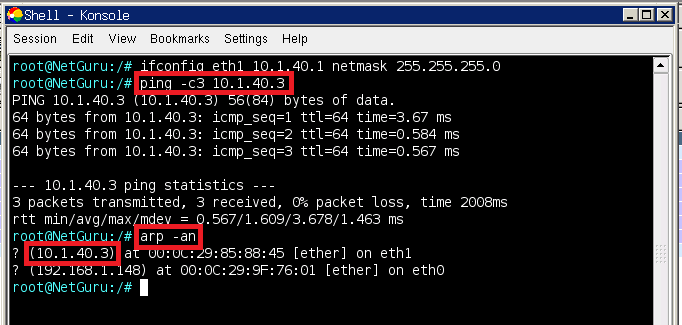 Shell - Konsole
Session Edit View Bookmarks Settings Help
root@NetGuru:/# ifconfig eth1 10.1.40.1 netmask 255.255.255.0
root@NetGuru:/# ping -c3 10.1.40.3
PING 10.1.40.3 (10.1.40.3) 56(84) bytes of data.
64 bytes from 10.1.40.3: icmp_seq=1 ttl=64 time=3.67 ms
64 bytes from 10.1.40.3: icmp_seq=2 ttl=64 time=0.584 ms
64 bytes from 10.1.40.3: icmp_seq=3 ttl=64 time=0.567 ms
--- 10.1.40.3 ping statistics ---
3 packets transmitted, 3 received, 0% packet loss, time 2008ms
rtt min/avg/max/mdev = 0.567/1.609/3.678/1.463 ms
root@NetGuru:/# arp -an
? (10.1.40.3) at 00:0C:29:85:88:45 [ether] on eth1
? (192.168.1.148) at 00:0C:29:9F:76:01 [ether] on eth0
root@NetGuru:/#